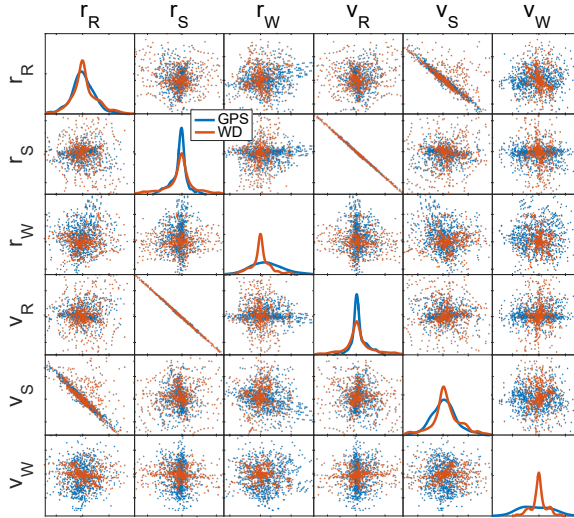 r_R r_S r_W v_R v_S v_W
r_R
r_S
GPS
WD
r_W
v_R
v_S
v_W